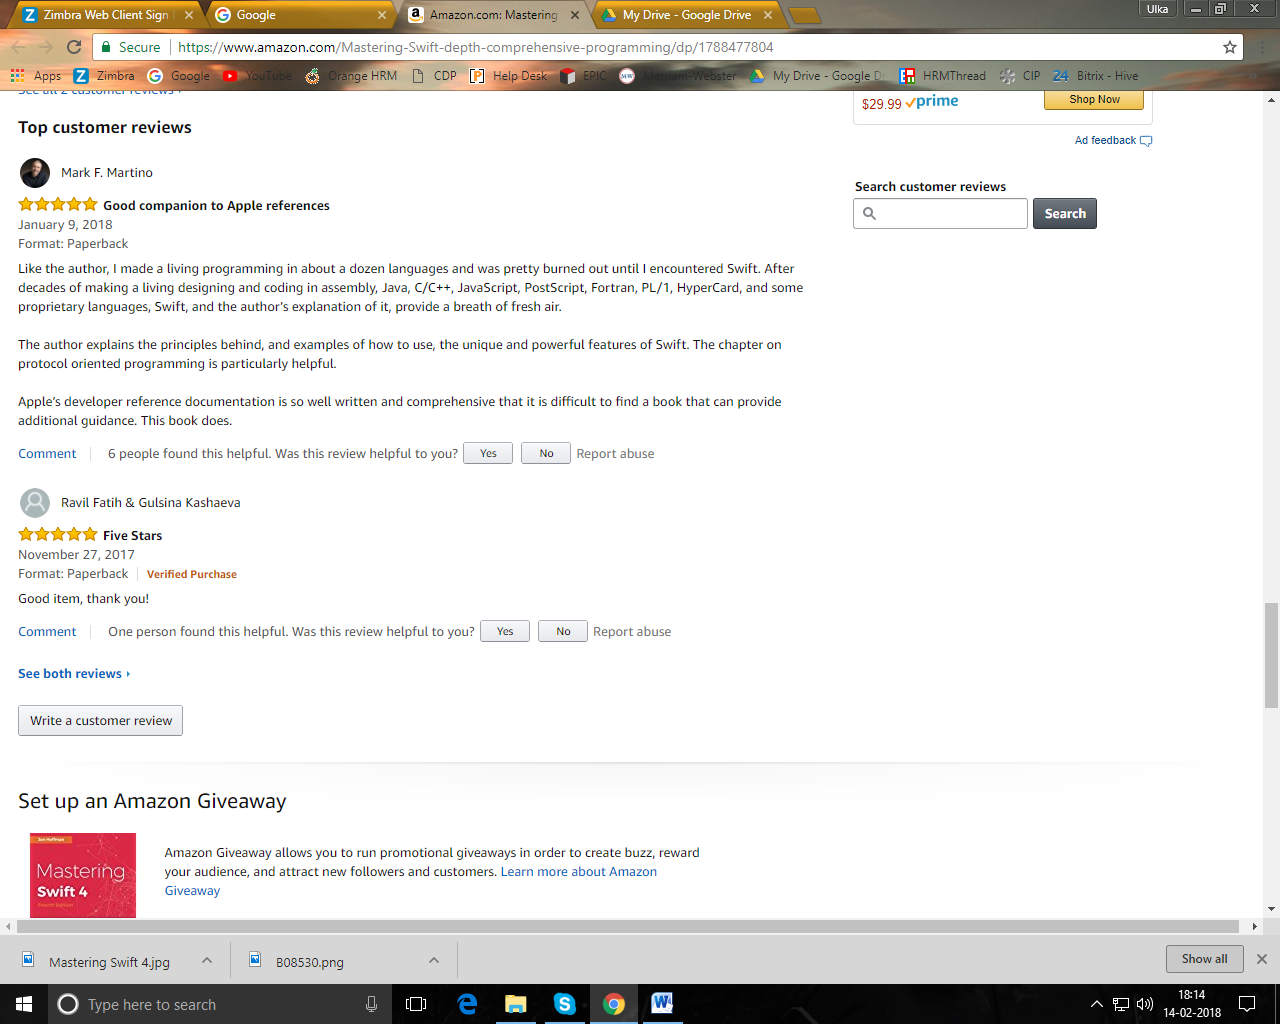 Zimbra Web Client Sign
Google
Amazon.com: Mastering
My Drive - Google Drive
Ulka
Secure
https://www.amazon.com/Mastering-Swift-depth-comprehensive-programming/dp/1788477804
Apps Zimbra Google YouTube Orange HRM CDP Help Desk EPIC Merriam-Webster My Drive - Google D HRMThread CIP 24 Bitrix - Hive
See all 2 customer reviews
$29.99 prime Shop Now
Ad feedback
Top customer reviews
Mark F. Martino
Good companion to Apple references
January 9, 2018
Format: Paperback
Like the author, I made a living programming in about a dozen languages and was pretty burned out until I encountered Swift. After
decades of making a living designing and coding in assembly, Java, C/C++, JavaScript, PostScript, Fortran, PL/1, HyperCard, and some
proprietary languages, Swift, and the author’s explanation of it, provide a breath of fresh air.
The author explains the principles behind, and examples of how to use, the unique and powerful features of Swift. The chapter on
protocol oriented programming is particularly helpful.
Apple’s developer reference documentation is so well written and comprehensive that it is difficult to find a book that can provide
additional guidance. This book does.
Comment 6 people found this helpful. Was this review helpful to you? Yes No Report abuse
Search customer reviews
Search
Ravil Fatih & Gulsina Kashaeva
Five Stars
November 27, 2017
Format: Paperback Verified Purchase
Good item, thank you!
Comment One person found this helpful. Was this review helpful to you? Yes No Report abuse
See both reviews
Write a customer review
Set up an Amazon Giveaway
Jon Hoffman
Mastering
Swift 4
Fourth Edition
Amazon Giveaway allows you to run promotional giveaways in order to create buzz, reward
your audience, and attract new followers and customers. Learn more about Amazon
Giveaway
Mastering Swift 4.jpg
B08530.png
Show all
Type here to search
18:14
14-02-2018